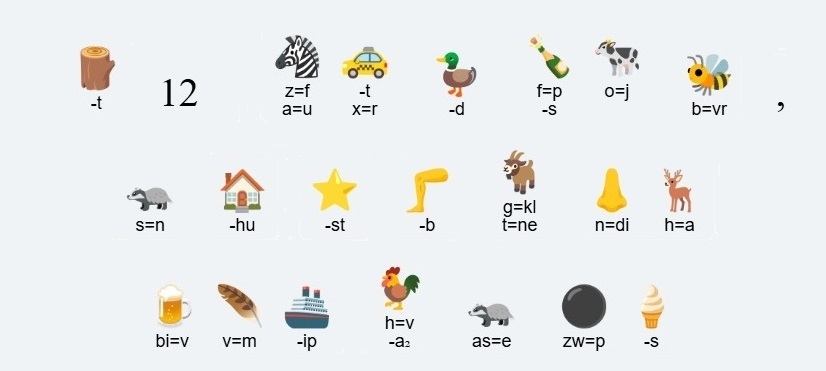 -t 12 z=f -t -d f=p o=j b=vr ,
a=u x=r -s
s=n -hu -st -b g=kl n=di h=a
t=ne
bi=v v=m -ip h=v as=e zw=p -s
-a₂